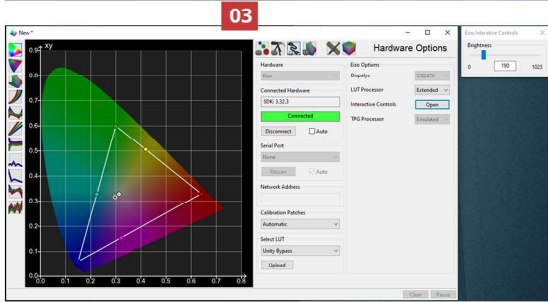 03
New*
Hardware Options
xy
0.9
0.8
0.7
0.6
0.5
0.4
0.3
0.2
0.1
0.0
0.0 0.1 0.2 0.3 0.4 0.5 0.6 0.7 0.8
Hardware
Eizo
Connected Hardware
SDK: 3.32.3
Connected
Disconnect Auto
Serial Port
None
Rescan Auto
Network Address
Calibration Patches
Automatic
Select LUT
Unity Bypass
Upload
Eizo Options
Displays
LUT Processor Extended
Interactive Controls Open
TPG Processor Emulated
Clear Pause
Eizo Interactive Controls
Brightness
0 190 1023